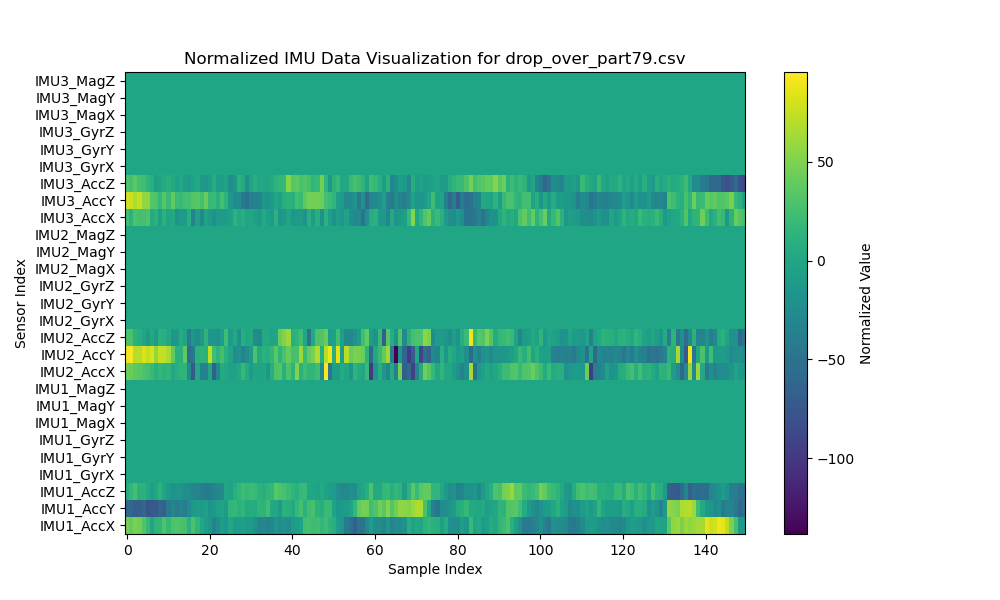 Normalized IMU Data Visualization for drop_over_part79.csv
IMU3_MagZ
IMU3_MagY
IMU3_MagX
IMU3_GyrZ
IMU3_GyrY
IMU3_GyrX
IMU3_AccZ
IMU3_AccY
IMU3_AccX
IMU2_MagZ
IMU2_MagY
IMU2_MagX
IMU2_GyrZ
IMU2_GyrY
IMU2_GyrX
IMU2_AccZ
IMU2_AccY
IMU2_AccX
IMU1_MagZ
IMU1_MagY
IMU1_MagX
IMU1_GyrZ
IMU1_GyrY
IMU1_GyrX
IMU1_AccZ
IMU1_AccY
IMU1_AccX
Sensor Index
0 20 40 60 80 100 120 140
Sample Index
50
0
−50
−100
Normalized Value